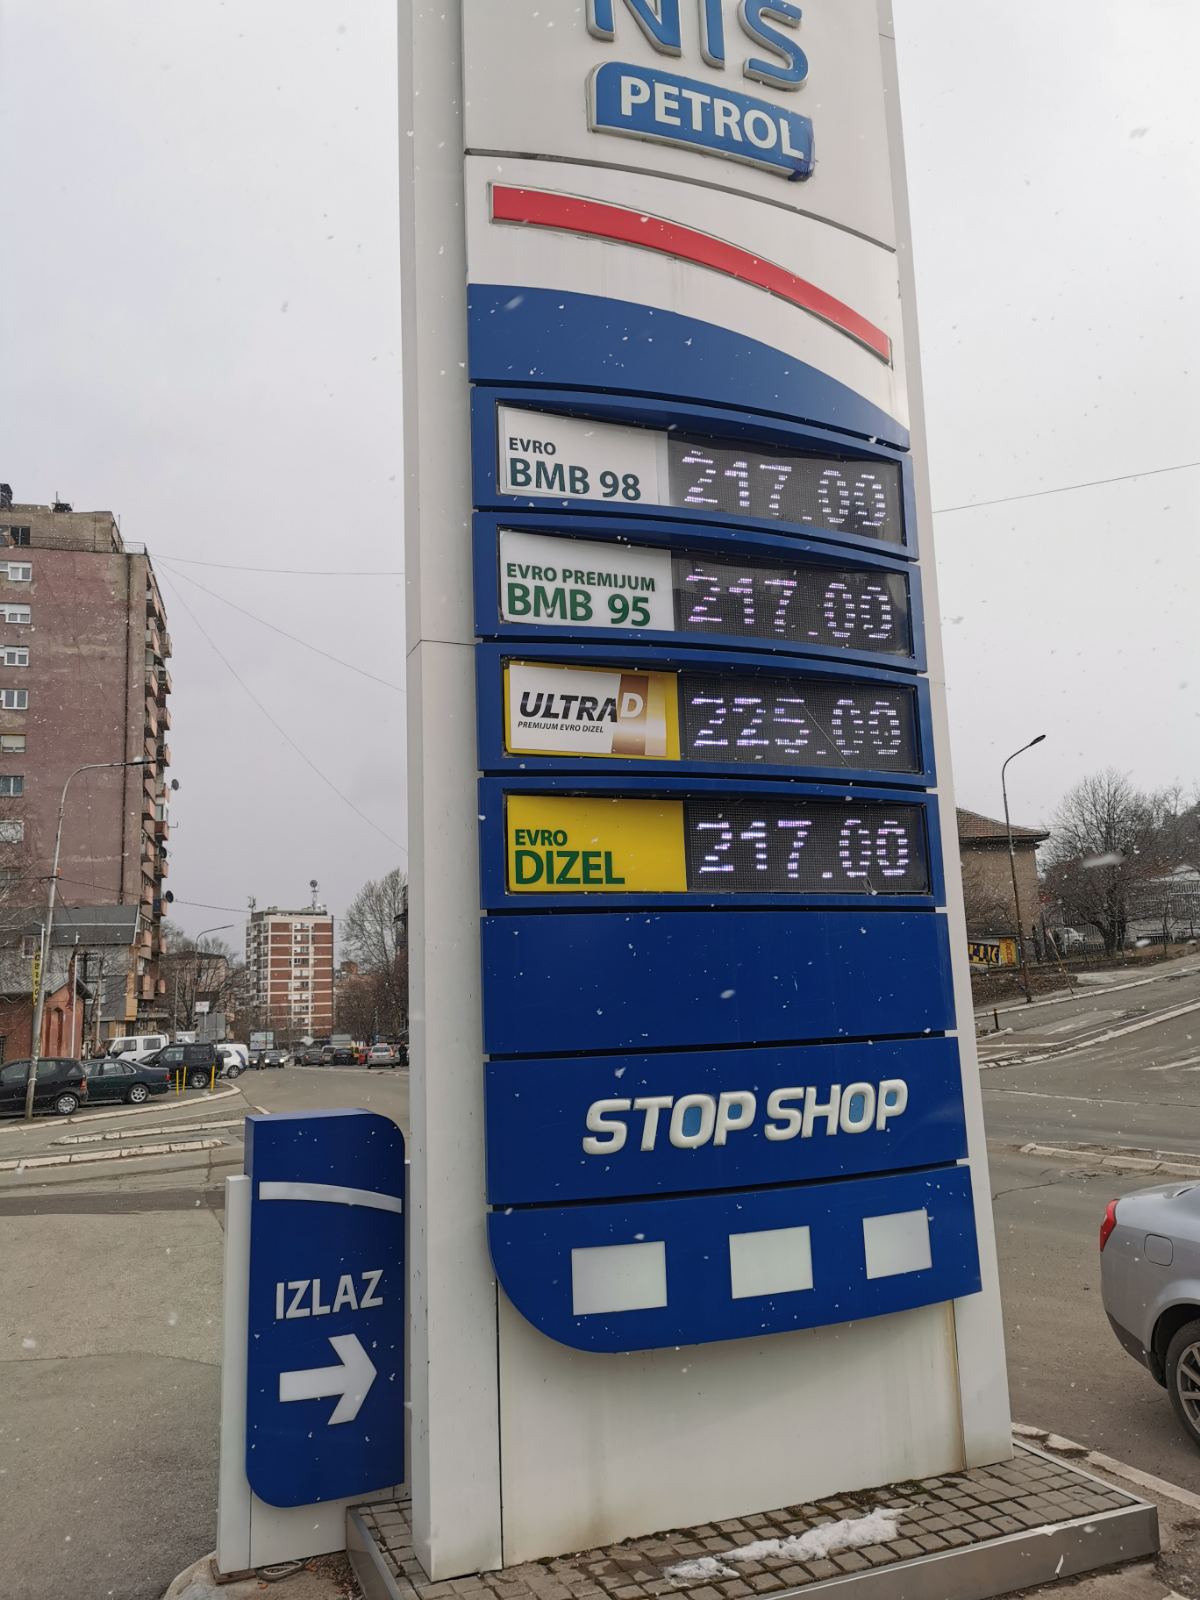 NIS
PETROL
EVRO
BMB 98 217.00
EVRO PREMIJUM
BMB 95 217.00
ULTRA D 225.00
PREMIJUM EVRO DIZEL
EVRO
DIZEL 217.00
STOP SHOP
IZLAZ